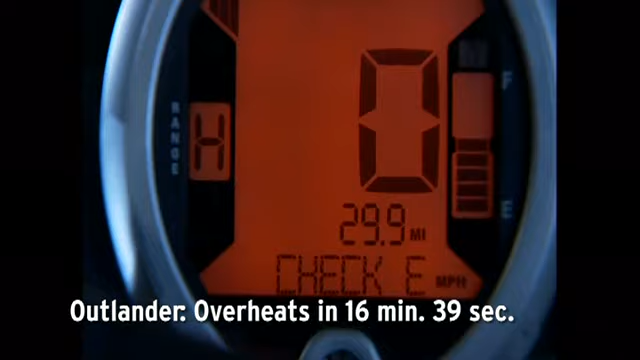 0
F
RANGE
H
E
29.9 MI
CHECK E MPH
Outlander: Overheats in 16 min. 39 sec.